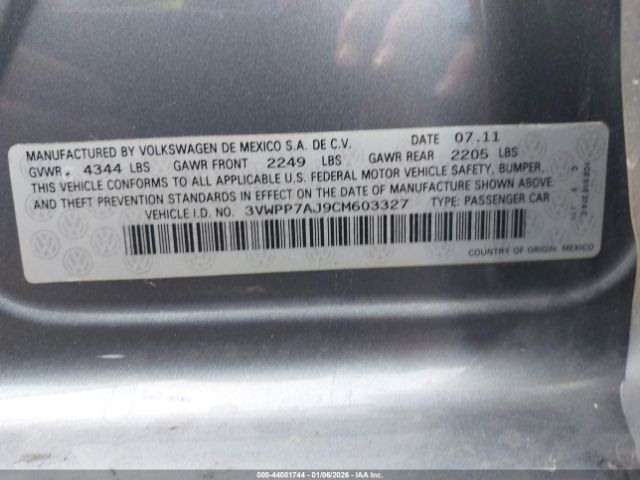 MANUFACTURED BY VOLKSWAGEN DE MEXICO S.A. DE C.V. DATE 07.11
GVWR. 4344 LBS GAWR FRONT 2249 LBS GAWR REAR 2205 LBS
THIS VEHICLE CONFORMS TO ALL APPLICABLE U.S. FEDERAL MOTOR VEHICLE SAFETY, BUMPER,
AND THEFT PREVENTION STANDARDS IN EFFECT ON THE DATE OF MANUFACTURE SHOWN ABOVE.
VEHICLE I.D. NO. 3VWPP7AJ9CM603327 TYPE: PASSENGER CAR
COUNTRY OF ORIGIN: MEXICO
000-44081744 - 01/06/2026 - IAA INC.